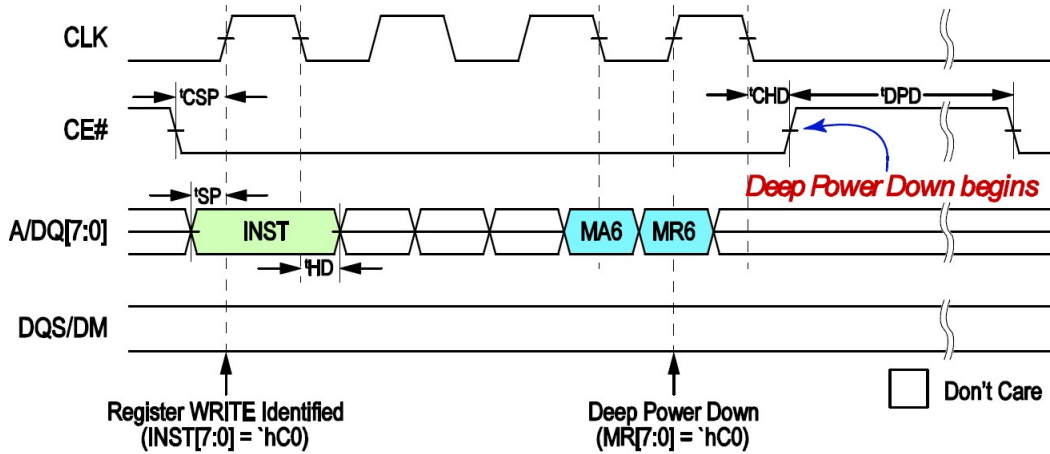 CLK
tCSP
tCHD
tDPD
CE#
tSP
Deep Power Down begins
A/DQ[7:0]
INST
MA6
MR6
tHD
DQS/DM
Don't Care
Register WRITE Identified
(INST[7:0] = `hC0)
Deep Power Down
(MR[7:0] = `hC0)